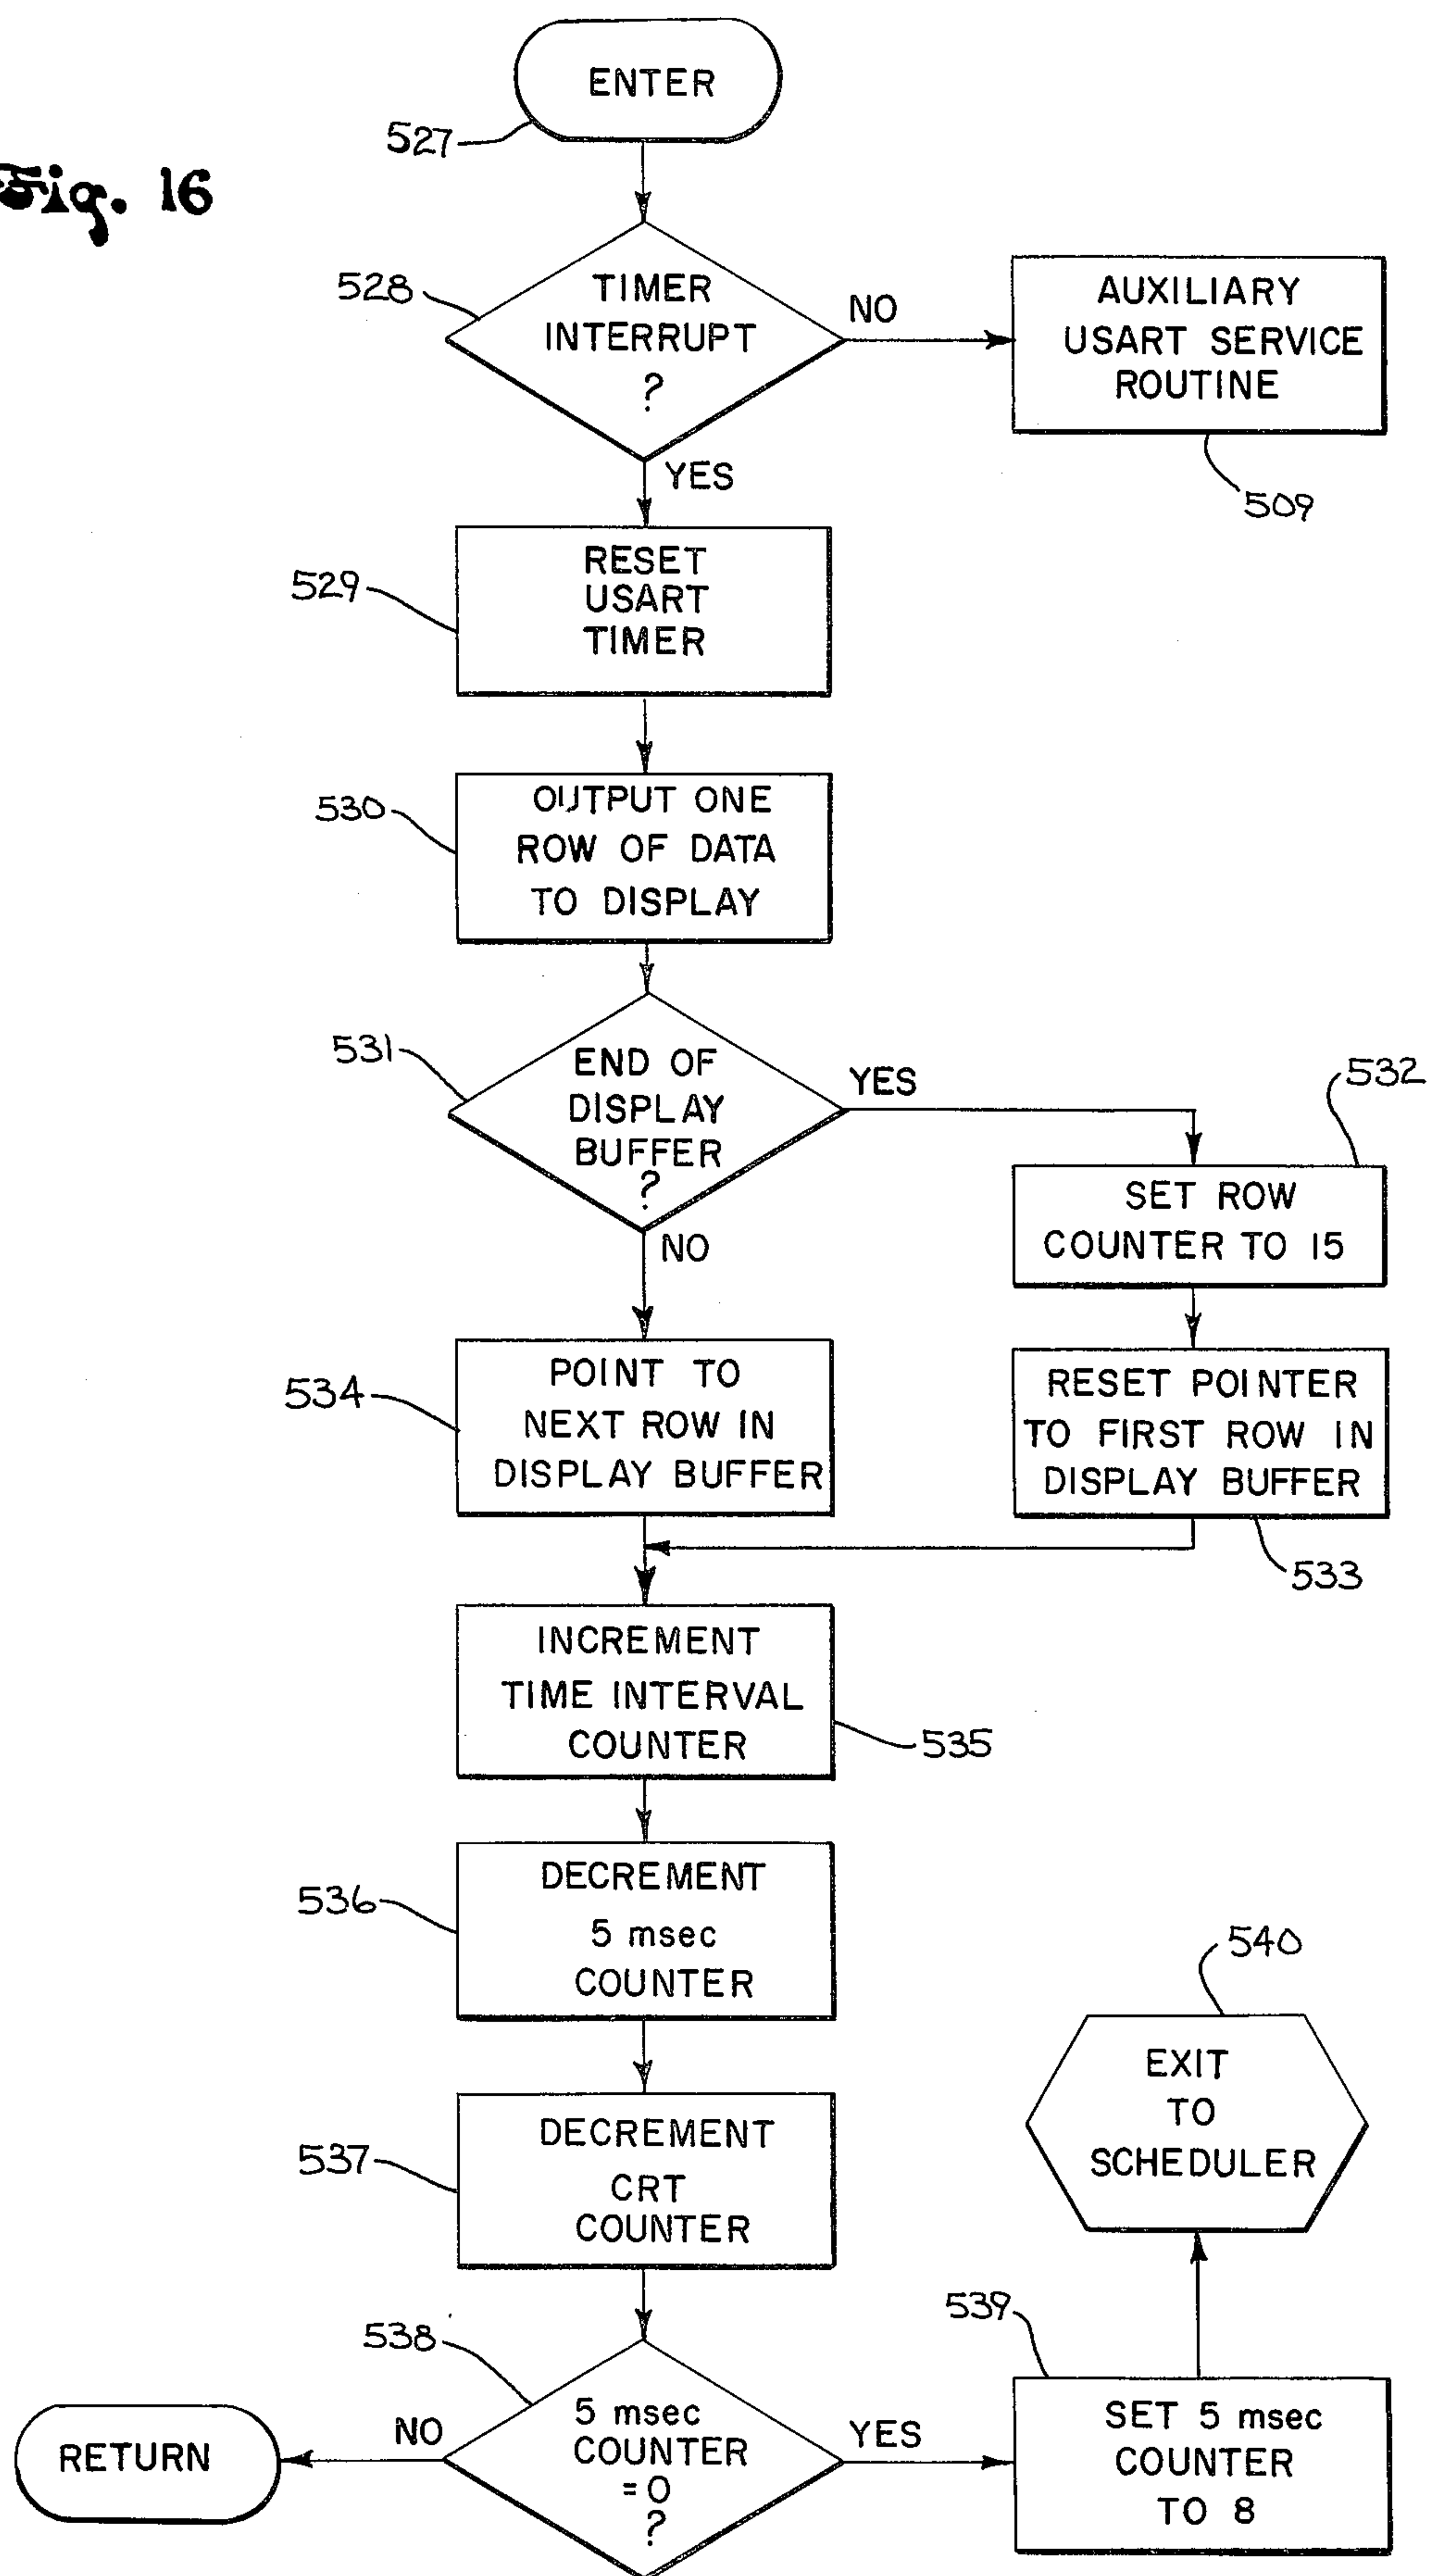 Fig. 16
ENTER
527
528
TIMER
INTERRUPT
?
NO
AUXILIARY
USART SERVICE
ROUTINE
509
YES
529
RESET
USART
TIMER
530
OUTPUT ONE
ROW OF DATA
TO DISPLAY
531
END OF
DISPLAY
BUFFER
?
YES
532
SET ROW
COUNTER TO 15
NO
534
POINT TO
NEXT ROW IN
DISPLAY BUFFER
RESET POINTER
TO FIRST ROW IN
DISPLAY BUFFER
533
INCREMENT
TIME INTERVAL
COUNTER
535
536
DECREMENT
5 msec
COUNTER
540
EXIT
TO
SCHEDULER
537
DECREMENT
CRT
COUNTER
539
538
5 msec
COUNTER
=0
?
NO
RETURN
YES
SET 5 msec
COUNTER
TO 8